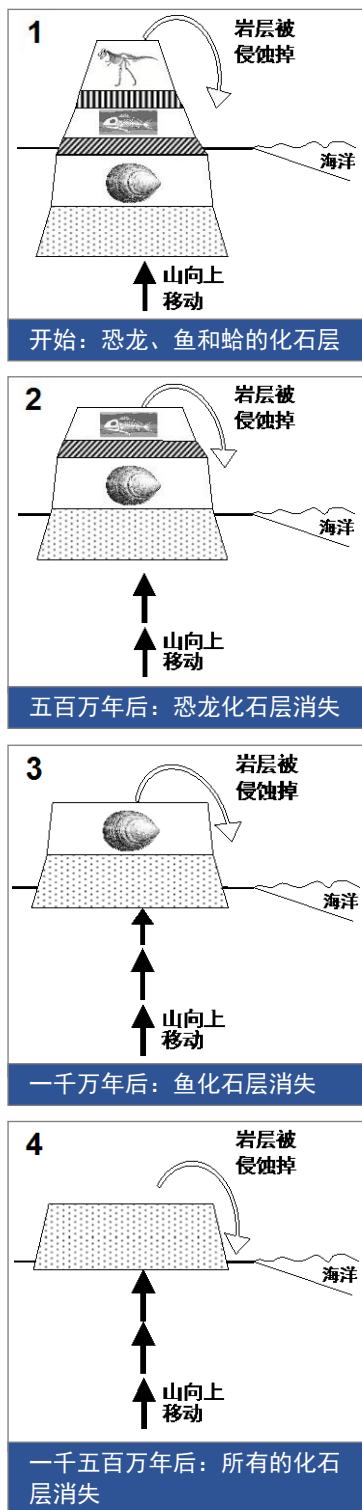 1
岩层被
侵蚀掉
海洋
山向上
移动
开始：恐龙、鱼和蛤的化石层
2
岩层被
侵蚀掉
海洋
山向上
移动
五百万年后：恐龙化石层消失
3
岩层被
侵蚀掉
海洋
山向上
移动
一千万年后：鱼化石层消失
4
岩层被
侵蚀掉
海洋
山向上
移动
一千五百万年后：所有的化石
层消失